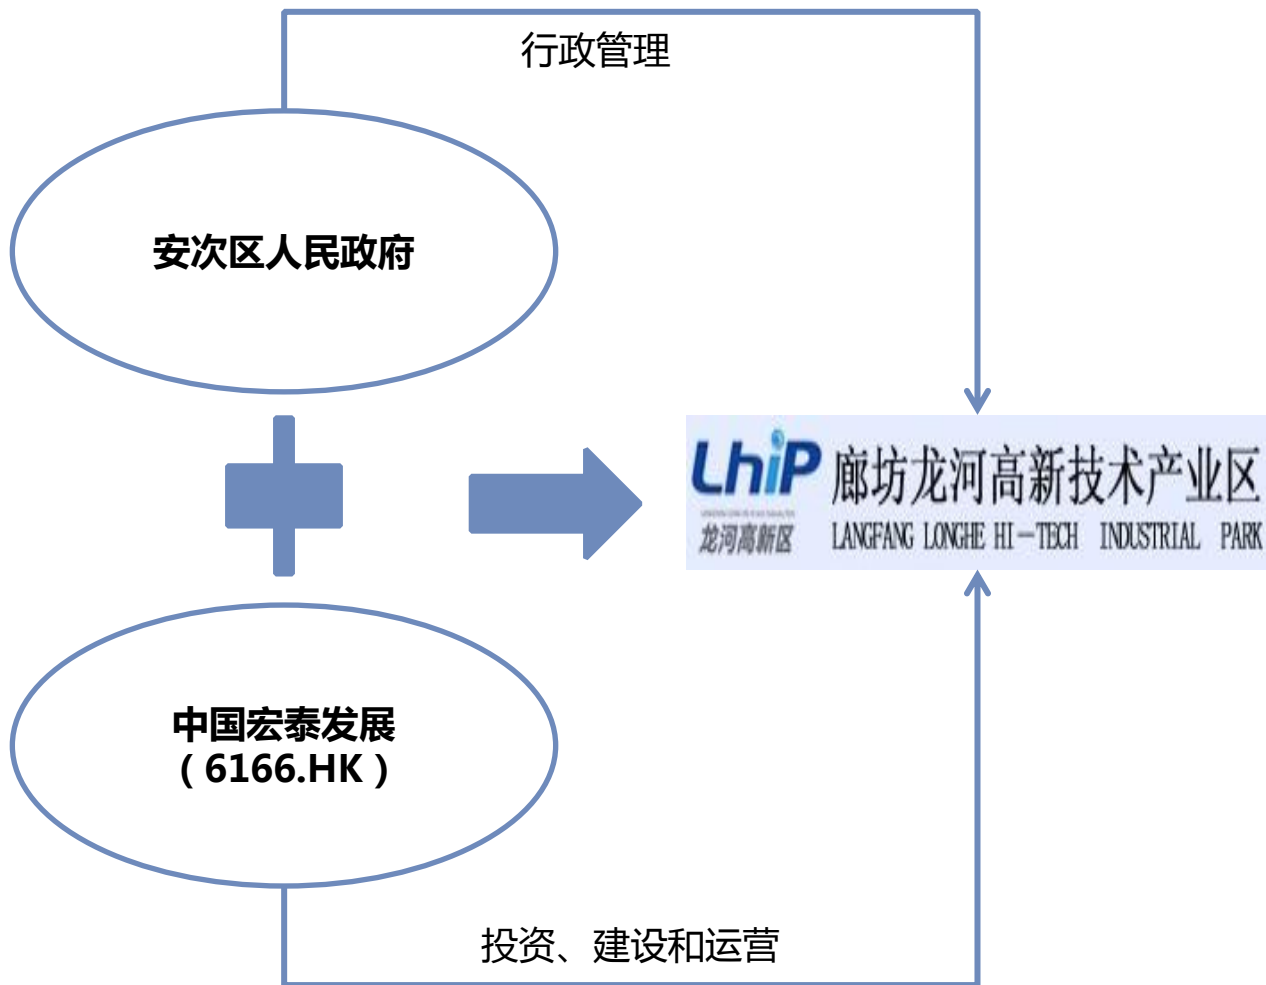 行政管理
安次区人民政府
LhiP 廊坊龙河高新技术产业区
龙河高新区 LANGFANG LONGHE HI-TECH INDUSTRIAL PARK
中国宏泰发展
（6166.HK）
投资、建设和运营